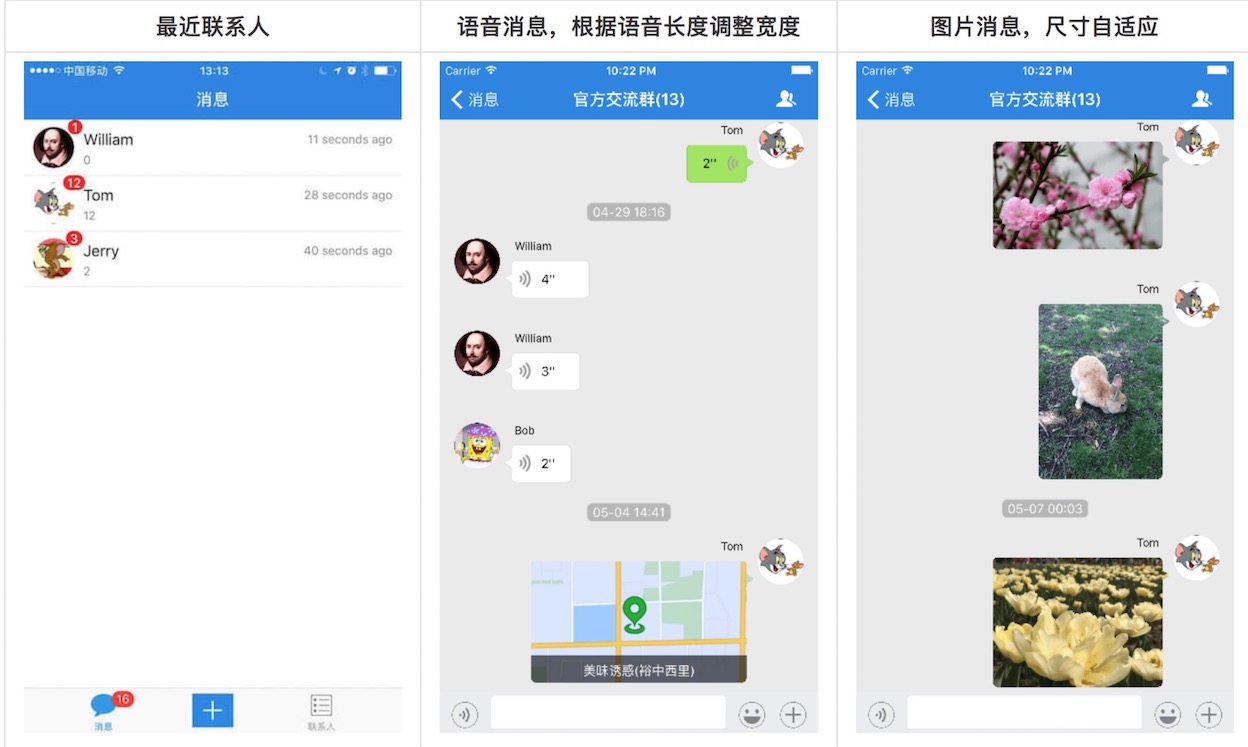 最近联系人
语音消息，根据语音长度调整宽度
图片消息，尺寸自适应
中国移动
13:13
消息
1
William
11 seconds ago
0
12
Tom
28 seconds ago
12
3
Jerry
40 seconds ago
2
16
消息
联系人
Carrier
10:22 PM
消息
官方交流群(13)
Tom
2''
04-29 18:16
William
4''
William
3''
Bob
2''
05-04 14:41
Tom
美味诱惑(裕中西里)
Carrier
10:22 PM
消息
官方交流群(13)
Tom
Tom
05-07 00:03
Tom